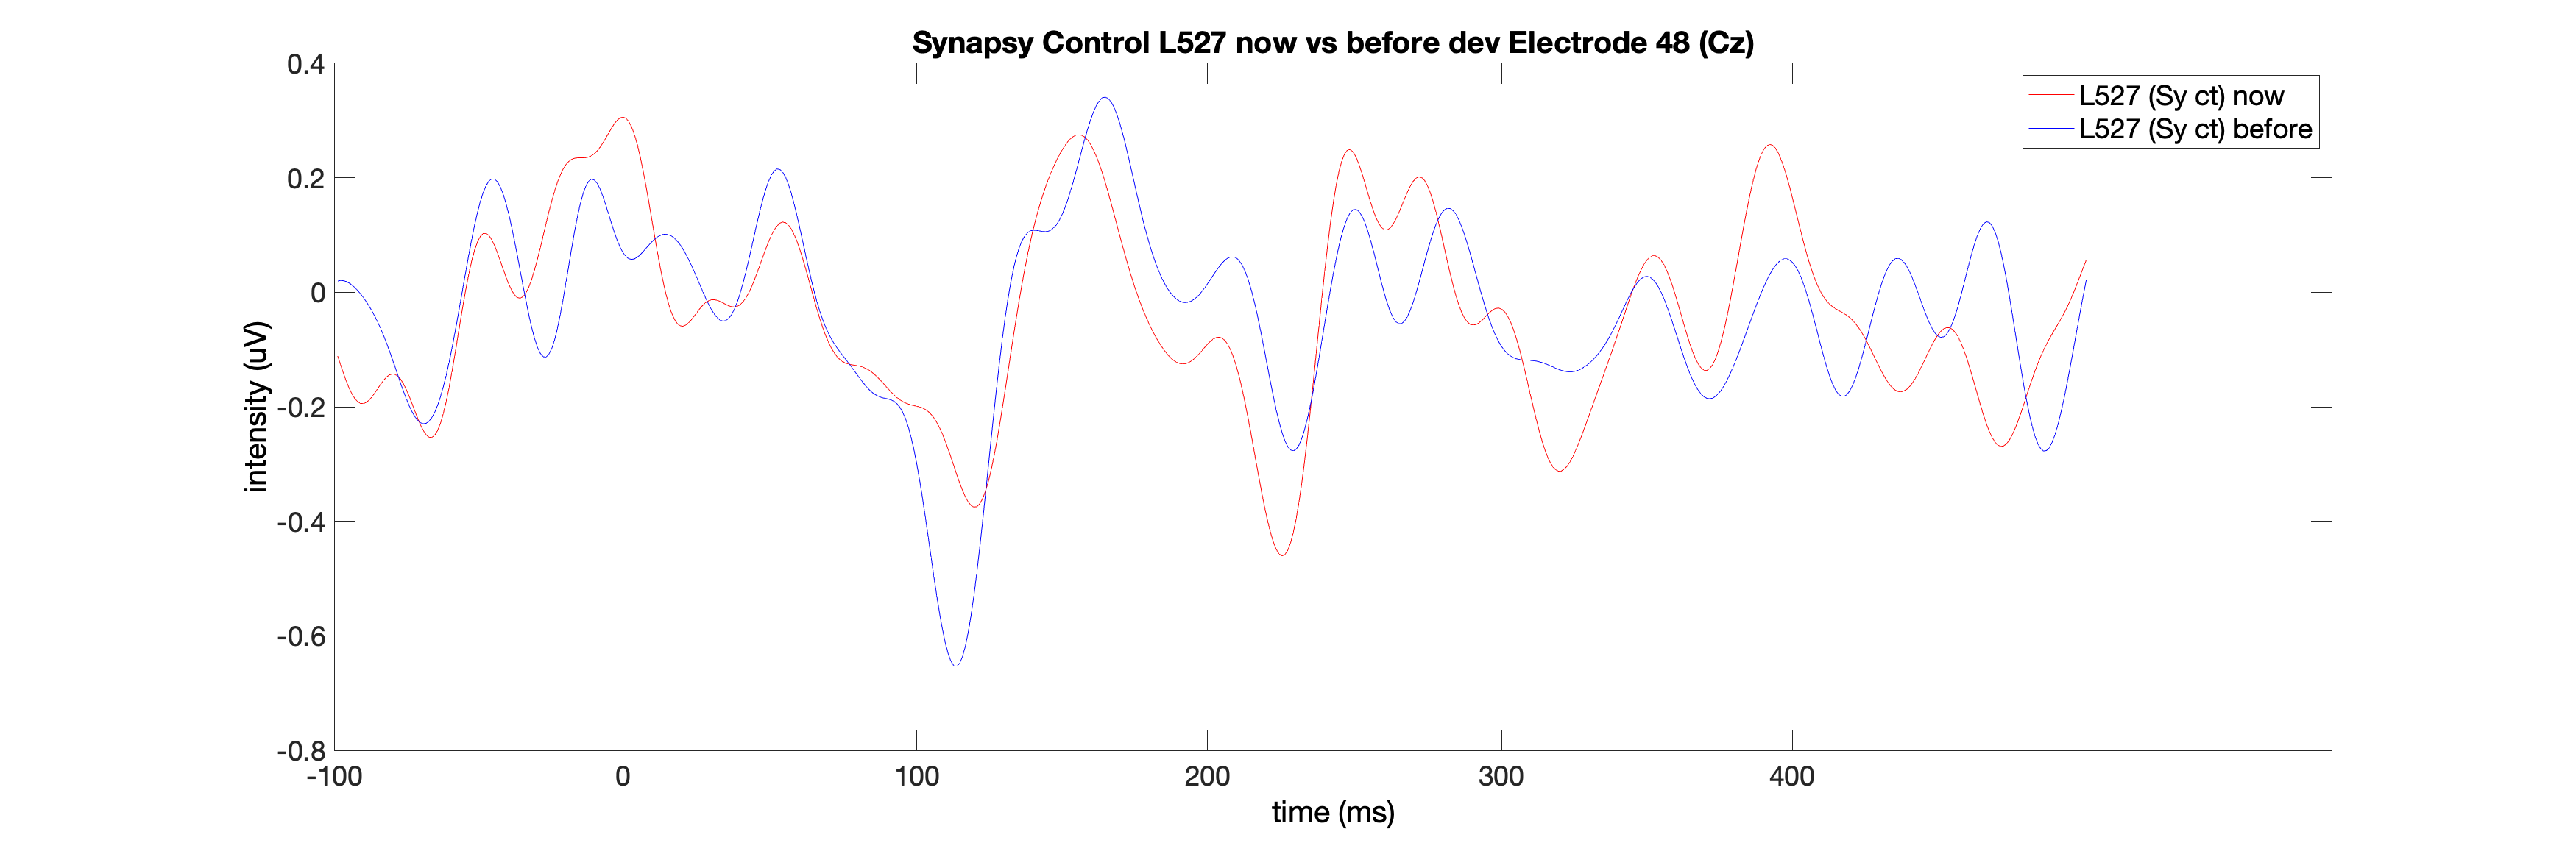 Synapsy Control L527 now vs before dev Electrode 48 (Cz)
L527 (Sy ct) now
L527 (Sy ct) before
intensity (uV)
0.4
0.2
0
-0.2
-0.4
-0.6
-0.8
-100 0 100 200 300 400
time (ms)